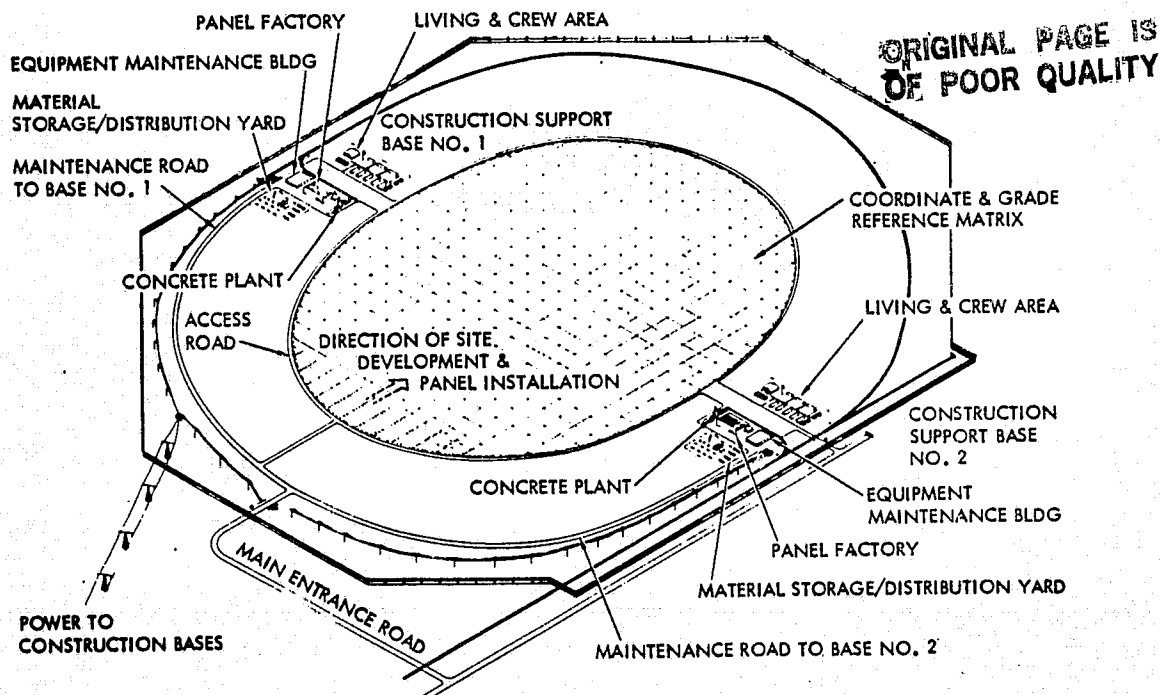 PANEL FACTORY
LIVING & CREW AREA
ORIGINAL PAGE IS
OF POOR QUALITY
EQUIPMENT MAINTENANCE BLDG
MATERIAL
STORAGE/DISTRIBUTION YARD
CONSTRUCTION SUPPORT
BASE NO. 1
MAINTENANCE ROAD
TO BASE NO. 1
COORDINATE & GRADE
REFERENCE MATRIX
CONCRETE PLANT
LIVING & CREW AREA
ACCESS
ROAD
DIRECTION OF SITE
DEVELOPMENT &
PANEL INSTALLATION
CONSTRUCTION
SUPPORT BASE
NO. 2
CONCRETE PLANT
EQUIPMENT
MAINTENANCE BLDG
PANEL FACTORY
MAIN ENTRANCE ROAD
MATERIAL STORAGE/DISTRIBUTION YARD
POWER TO
CONSTRUCTION BASES
MAINTENANCE ROAD TO BASE NO. 2